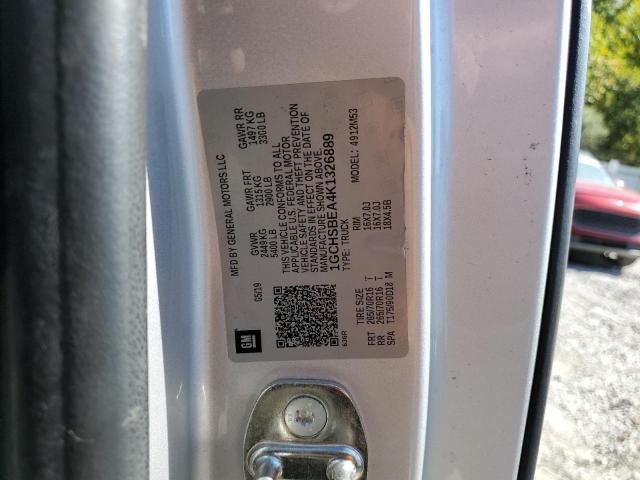 GM
MFD BY GENERAL MOTORS LLC
05/19
GVWR GAWR FRT GAWR RR
2449 KG 1315 KG 1497 KG
5400 LB 2900 LB 3300 LB
THIS VEHICLE CONFORMS TO ALL
APPLICABLE U.S. FEDERAL MOTOR
VEHICLE SAFETY AND THEFT PREVENTION
STANDARDS IN EFFECT ON THE DATE OF
MANUFACTURE SHOWN ABOVE.
1GCHSBEA4K1326889
TYPE: TRUCK MODEL: 4912M53
TIRE SIZE RIM
FRT 265/70R16 T 16X7.0J
RR 265/70R16 T 16X7.0J
SPA T175/90D18 M 18X4.5B